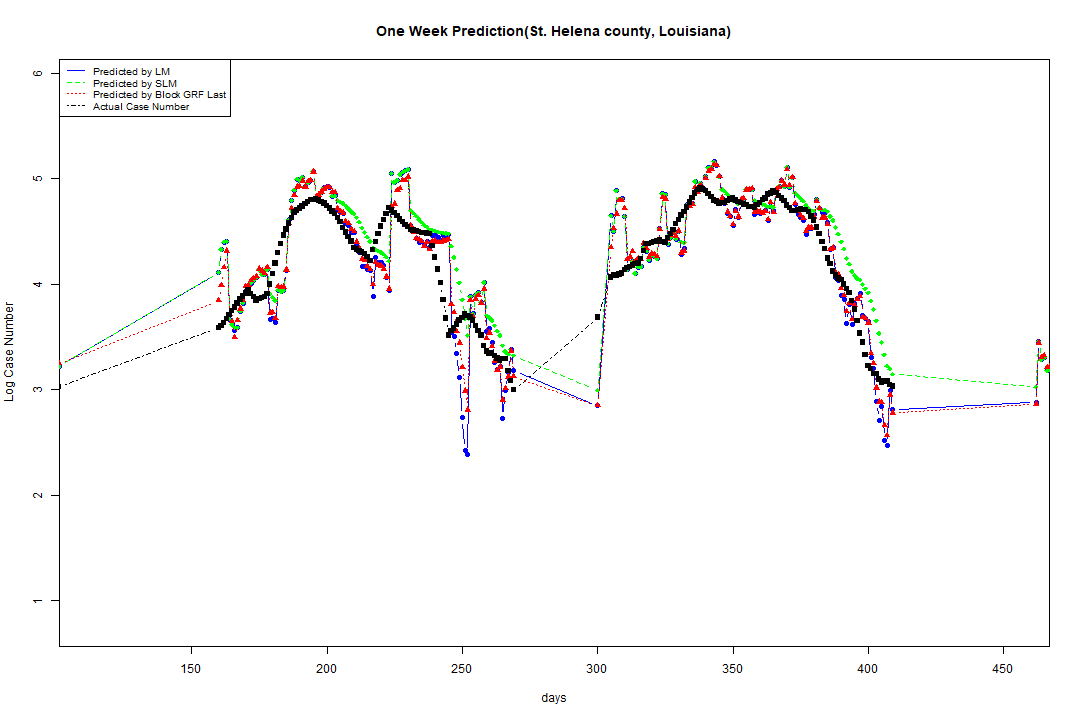 One Week Prediction(St. Helena county, Louisiana)
Predicted by LM
Predicted by SLM
Predicted by Block GRF Last
Actual Case Number
6
5
4
3
2
1
Log Case Number
150 200 250 300 350 400 450
days